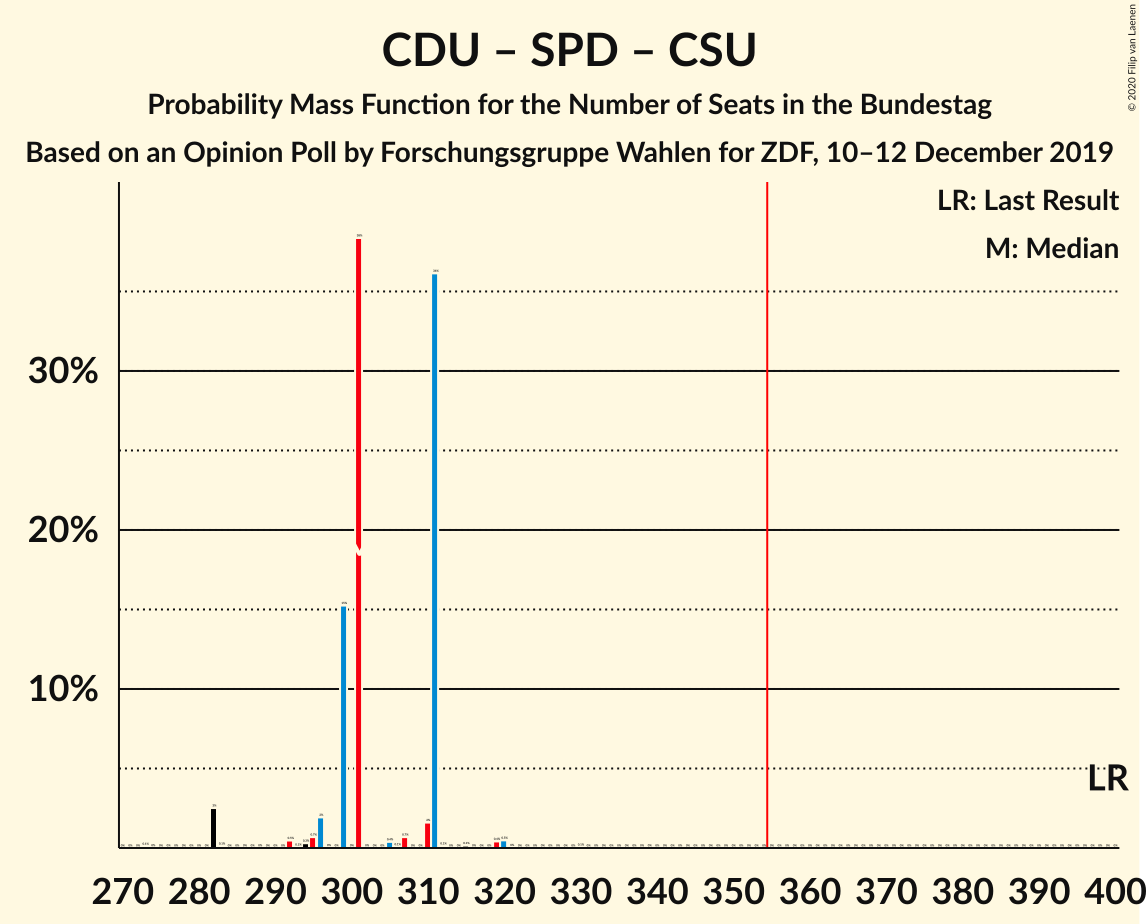 CDU – SPD – CSU
Probability Mass Function for the Number of Seats in the Bundestag
Based on an Opinion Poll by Forschungsgruppe Wahlen for ZDF, 10–12 December 2019
© 2020 Filip van Laenen
LR: Last Result
M: Median
30%
20%
10%
LR
270 280 290 300 310 320 330 340 350 360 370 380 390 400